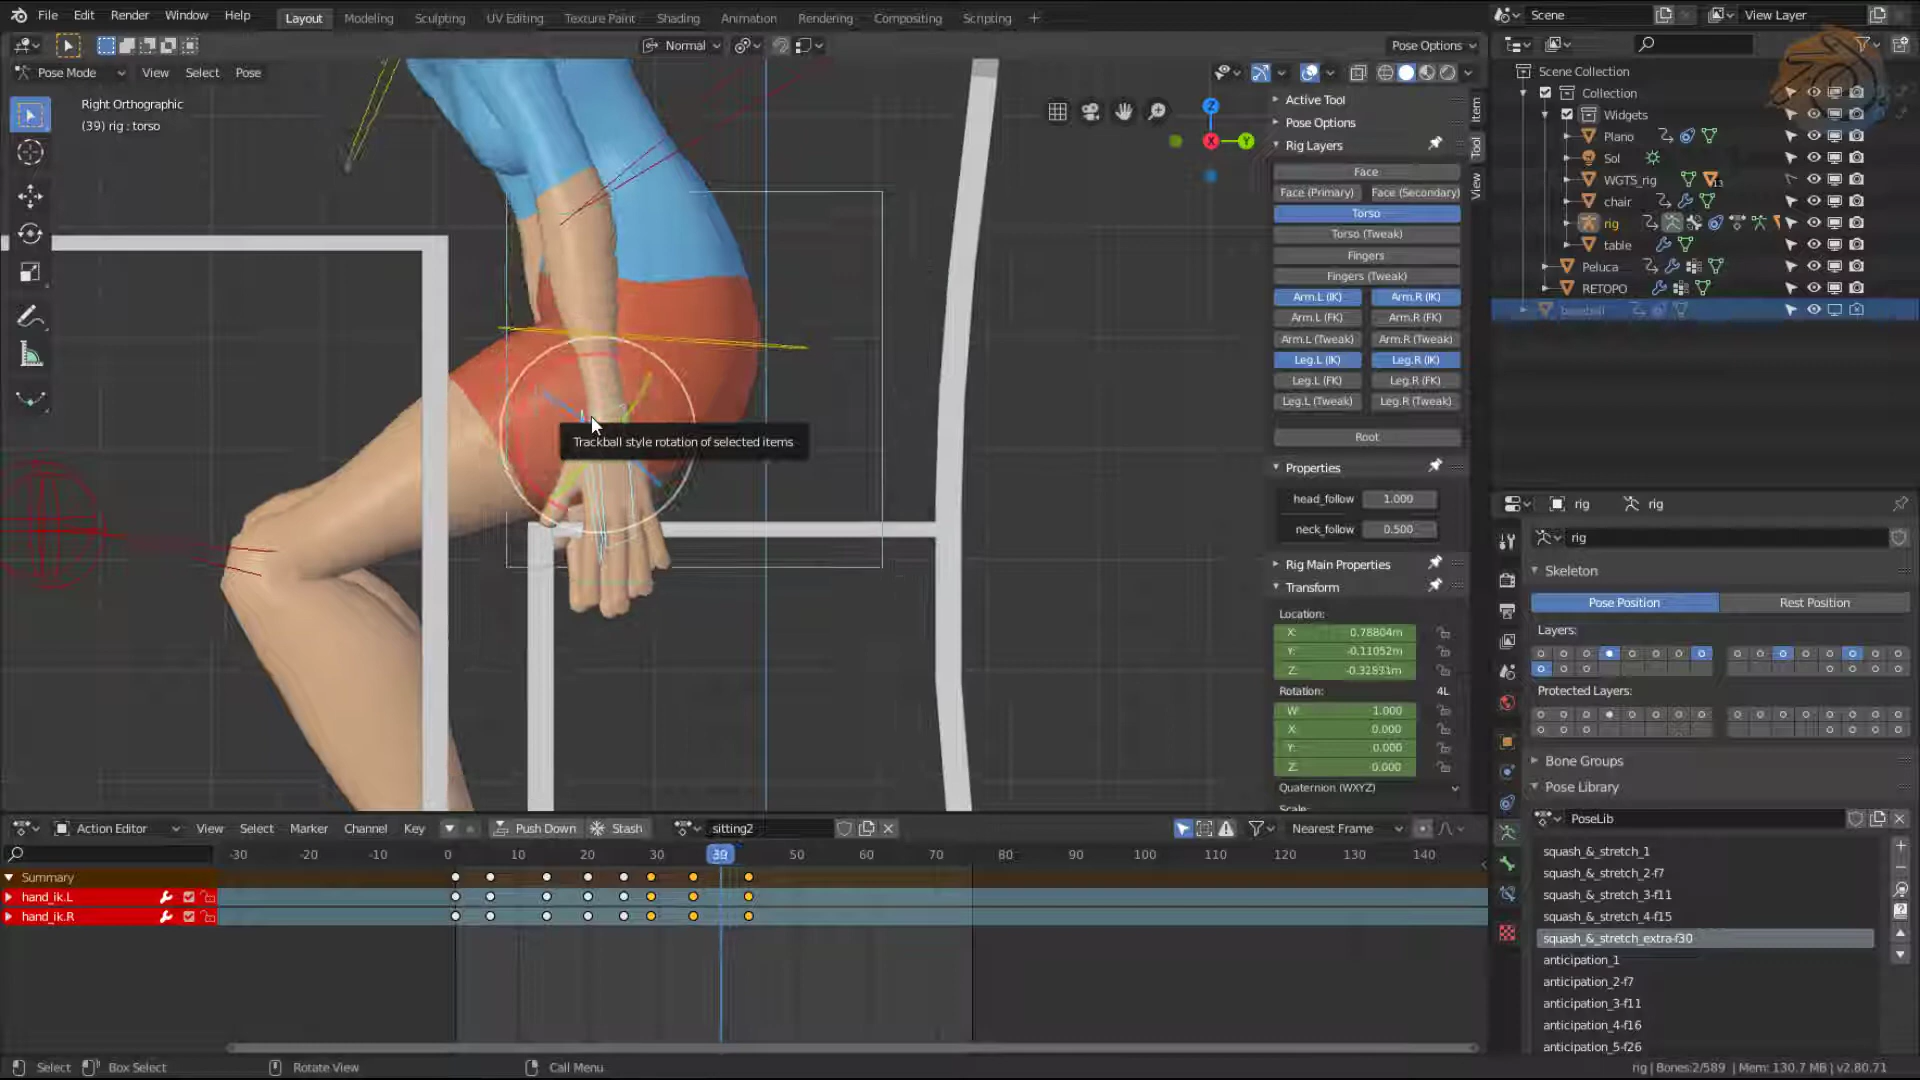 File Edit Render Window Help
Layout Modeling Sculpting UV Editing Texture Paint Shading Animation Rendering Compositing Scripting +
Scene View Layer
Normal Pose Options
Pose Mode View Select Pose
Right Orthographic
(39) rig : torso
Z
Y
X
Trackball style rotation of selected items
Item
Tool
View
Active Tool
Pose Options
Rig Layers
Face
Face (Primary) Face (Secondary)
Torso
Torso (Tweak)
Fingers
Fingers (Tweak)
Arm.L (IK) Arm.R (IK)
Arm.L (FK) Arm.R (FK)
Arm.L (Tweak) Arm.R (Tweak)
Leg.L (IK) Leg.R (IK)
Leg.L (FK) Leg.R (FK)
Leg.L (Tweak) Leg.R (Tweak)
Root
Properties
head_follow 1.000
neck_follow 0.500
Rig Main Properties
Transform
Location:
X: 0.78804m
Y: -0.11052m
Z: -0.32831m
Rotation: 4L
W: 1.000
X: 0.000
Y: 0.000
Z: 0.000
Quaternion (WXYZ)
Scale:
Scene Collection
Collection
Widgets
Plano
Sol
WGTS_rig 13
chair
rig
table
Peluca
RETOPO
baseball
rig rig
rig
Skeleton
Pose Position Rest Position
Layers:
Protected Layers:
Bone Groups
Pose Library
PoseLib
squash_&_stretch_1
squash_&_stretch_2-f7
squash_&_stretch_3-f11
squash_&_stretch_4-f15
squash_&_stretch_extra-f30
anticipation_1
anticipation_2-f7
anticipation_3-f11
anticipation_4-f16
anticipation_5-f26
Action Editor View Select Marker Channel Key Push Down Stash sitting2 Nearest Frame
-30 -20 -10 0 10 20 30 39 50 60 70 80 90 100 110 120 130 140
Summary
hand_ik.L
hand_ik.R
Select Box Select Rotate View Call Menu rig | Bones:2/589 | Mem: 130.7 MB | v2.80.71